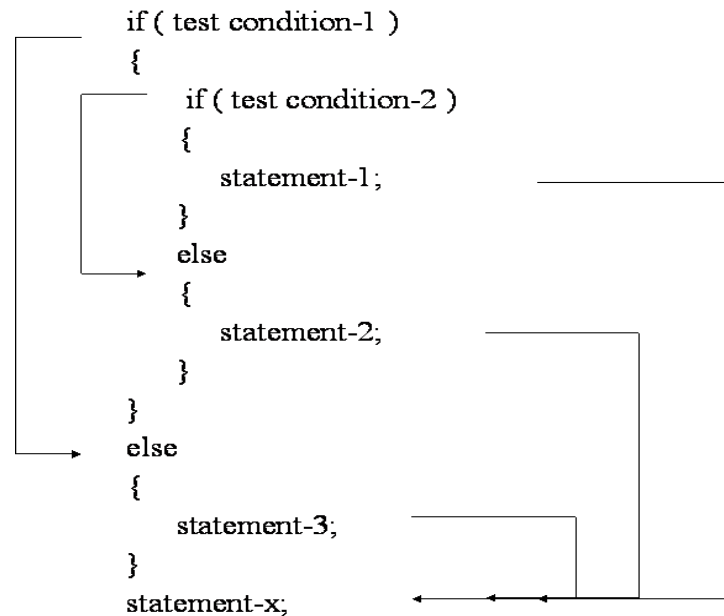 if ( test condition-1 )
{
if ( test condition-2 )
{
statement-1;
}
else
{
statement-2;
}
}
else
{
statement-3;
}
statement-x;